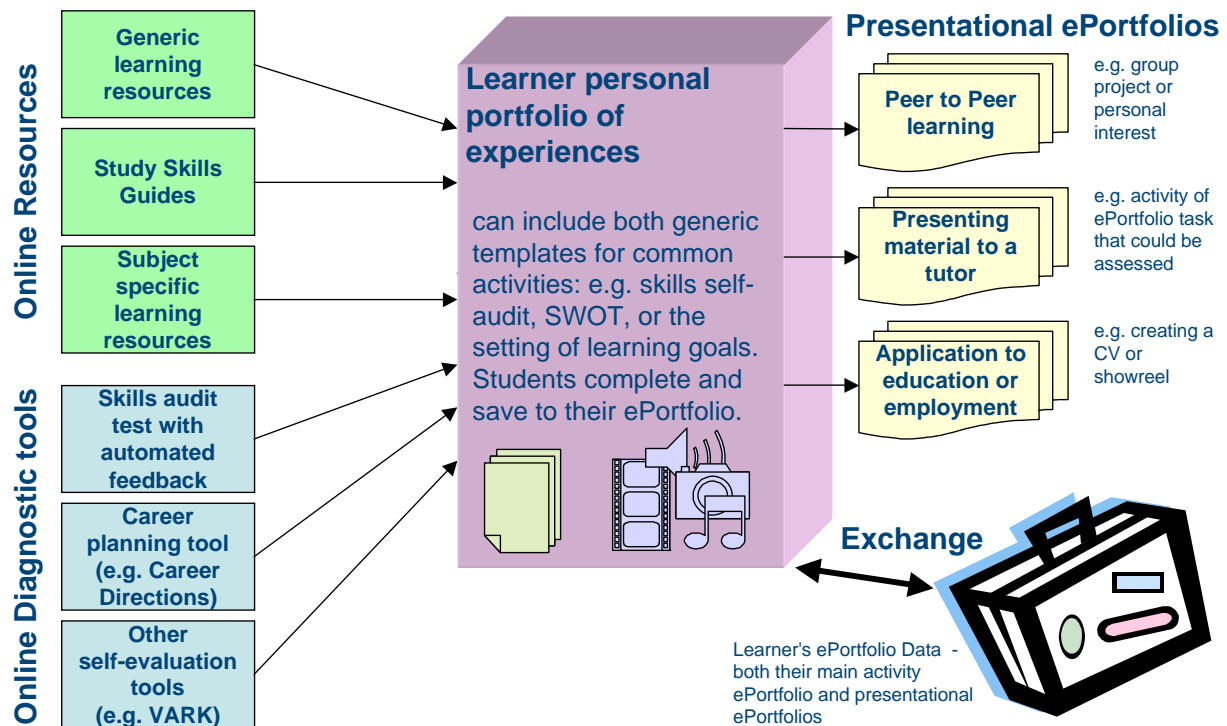 Online Resources
Generic
learning
resources
Study Skills
Guides
Subject
specific
learning
resources
Online Diagnostic tools
Skills audit
test with
automated
feedback
Career
planning tool
(e.g. Career
Directions)
Other
self-evaluation
tools
(e.g. VARK)
Learner personal
portfolio of
experiences
can include both generic
templates for common
activities: e.g. skills self-
audit, SWOT, or the
setting of learning goals.
Students complete and
save to their ePortfolio.
Presentational ePortfolios
Peer to Peer
learning
e.g. group
project or
personal
interest
Presenting
material to a
tutor
e.g. activity of
ePortfolio task
that could be
assessed
Application to
education or
employment
e.g. creating a
CV or
showreel
Exchange
Learner's ePortfolio Data -
both their main activity
ePortfolio and presentational
ePortfolios